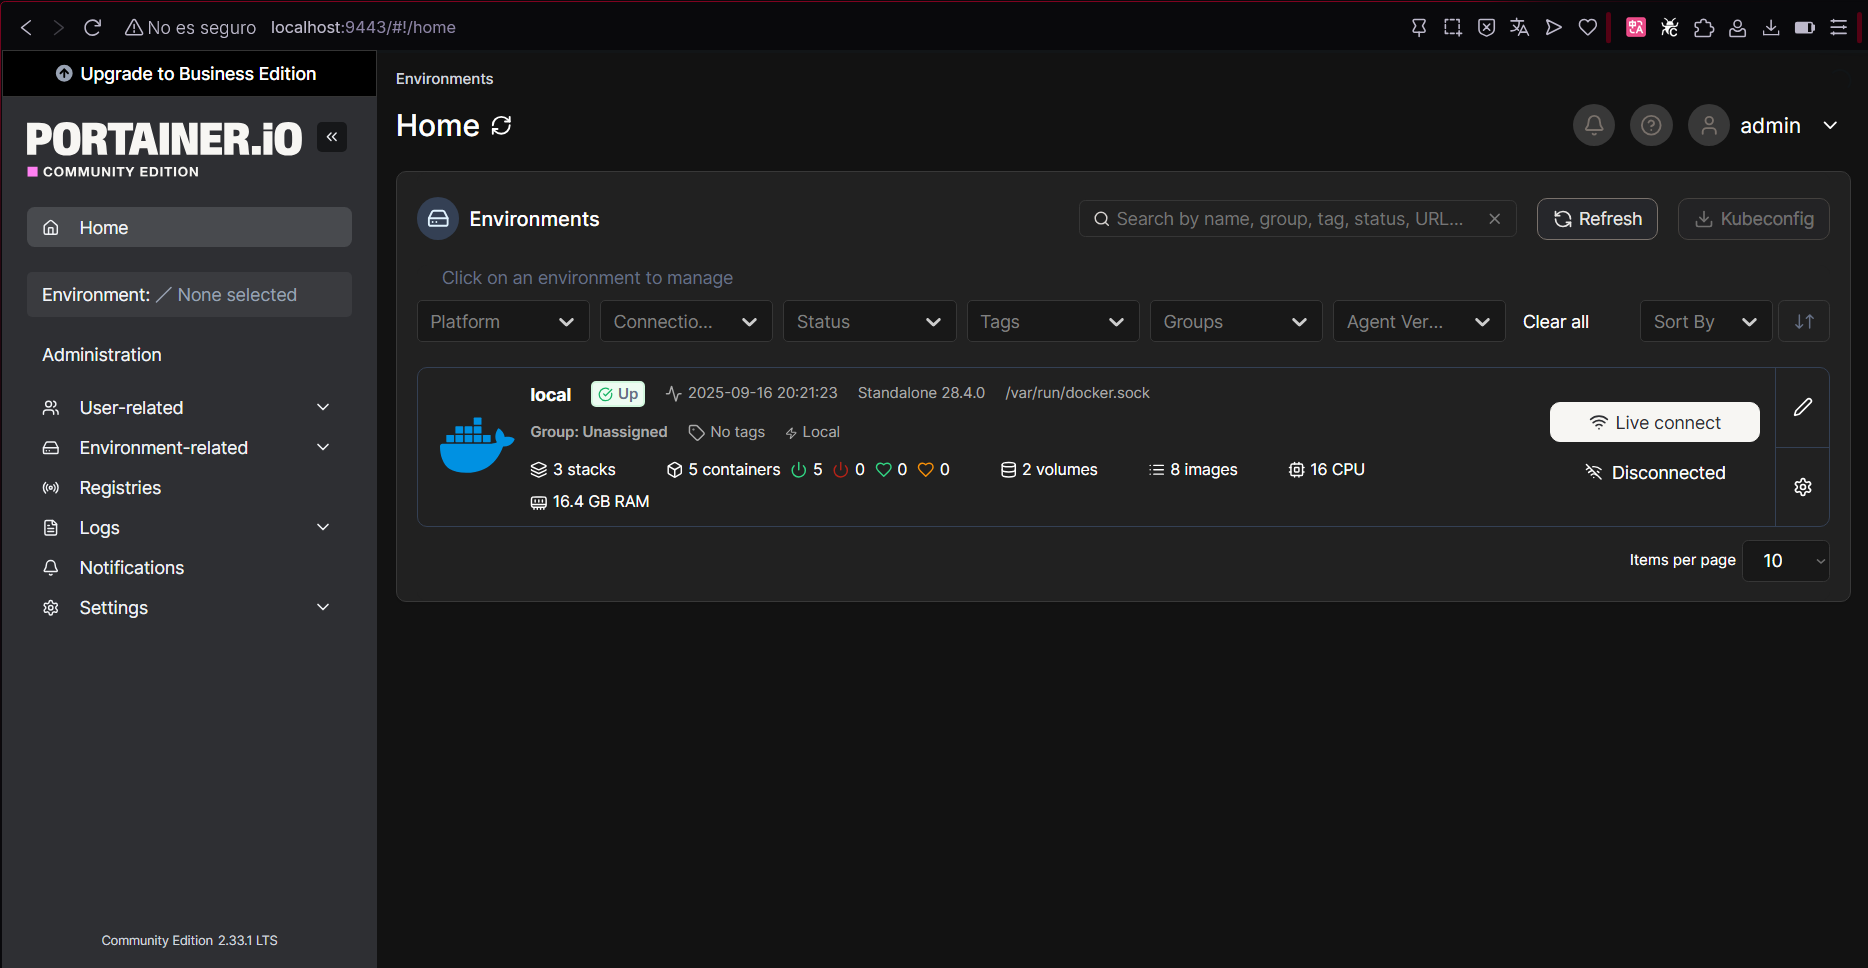 No es seguro localhost:9443/#!/home
Upgrade to Business Edition
PORTAINER.iO
COMMUNITY EDITION
Home
Environment: None selected
Administration
User-related
Environment-related
Registries
Logs
Notifications
Settings
Community Edition 2.33.1 LTS
Environments
Home
admin
Environments
Search by name, group, tag, status, URL...
Refresh
Kubeconfig
Click on an environment to manage
Platform
Connectio...
Status
Tags
Groups
Agent Ver...
Clear all
Sort By
local Up 2025-09-16 20:21:23 Standalone 28.4.0 /var/run/docker.sock
Group: Unassigned No tags Local
3 stacks 5 containers 5 0 0 0 2 volumes 8 images 16 CPU
16.4 GB RAM
Live connect
Disconnected
Items per page 10